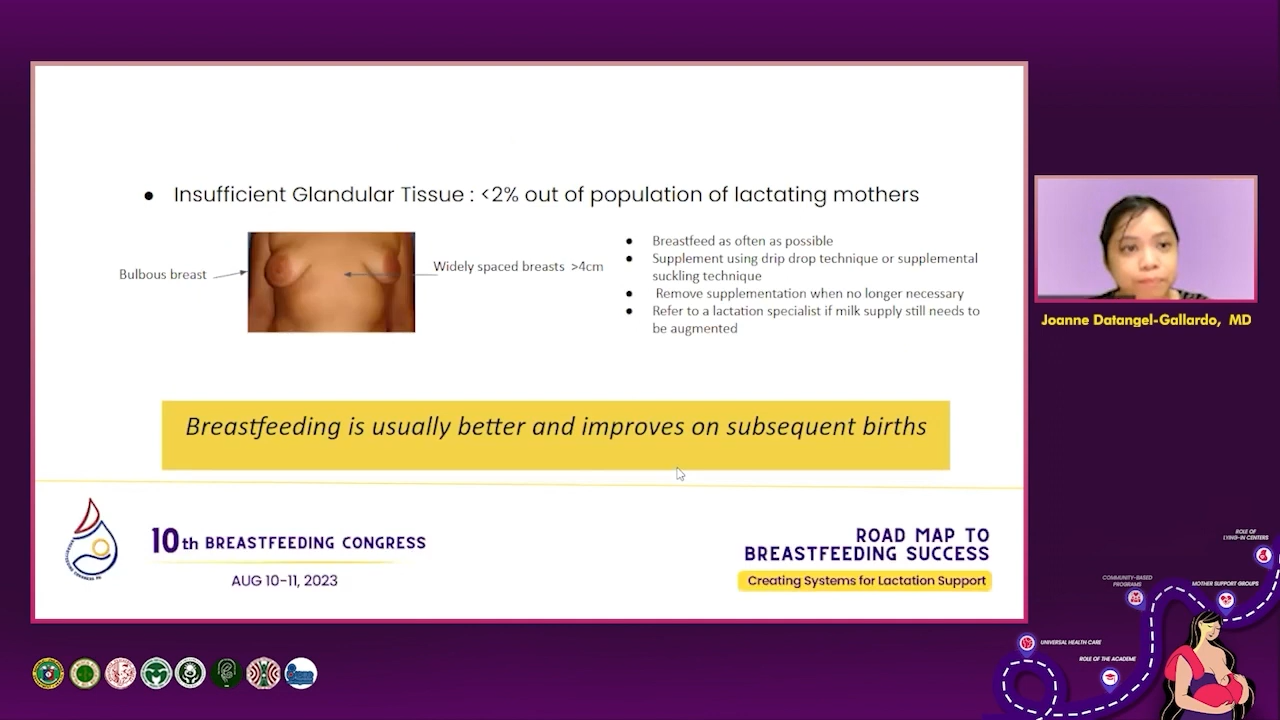 ● Insufficient Glandular Tissue : <2% out of population of lactating mothers
Bulbous breast
Widely spaced breasts >4cm
● Breastfeed as often as possible
● Supplement using drip drop technique or supplemental
suckling technique
● Remove supplementation when no longer necessary
● Refer to a lactation specialist if milk supply still needs to
be augmented
Breastfeeding is usually better and improves on subsequent births
10th BREASTFEEDING CONGRESS
AUG 10-11, 2023
ROAD MAP TO
BREASTFEEDING SUCCESS
Creating Systems for Lactation Support
Joanne Datangel-Gallardo, MD
ROLE OF
LYING-IN CENTERS
COMMUNITY-BASED
PROGRAMS
MOTHER SUPPORT GROUPS
UNIVERSAL HEALTH CARE
ROLE OF THE ACADEME